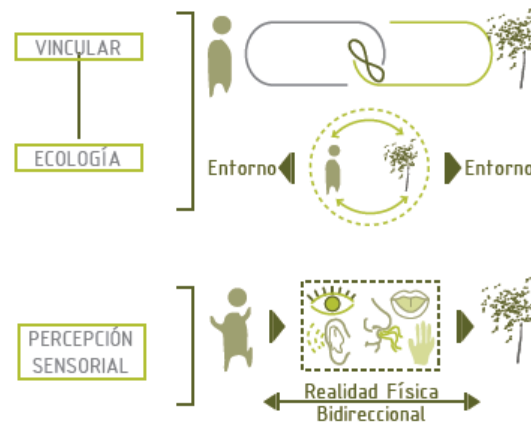 VINCULAR
ECOLOGÍA
Entorno
Entorno
PERCEPCIÓN
SENSORIAL
Realidad Física
Bidireccional